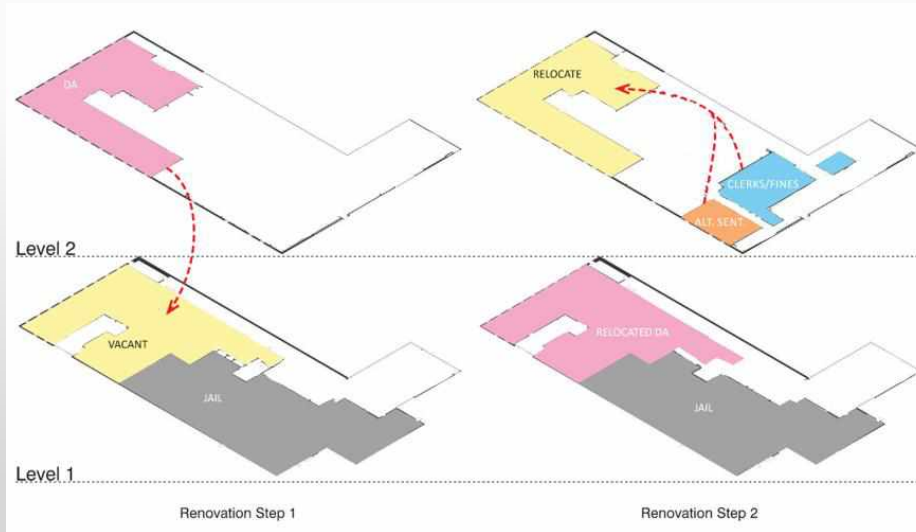 DA
RELOCATE
CLERKS/FINES
ALT. SENT
Level 2
VACANT
JAIL
RELOCATED DA
JAIL
Level 1
Renovation Step 1
Renovation Step 2